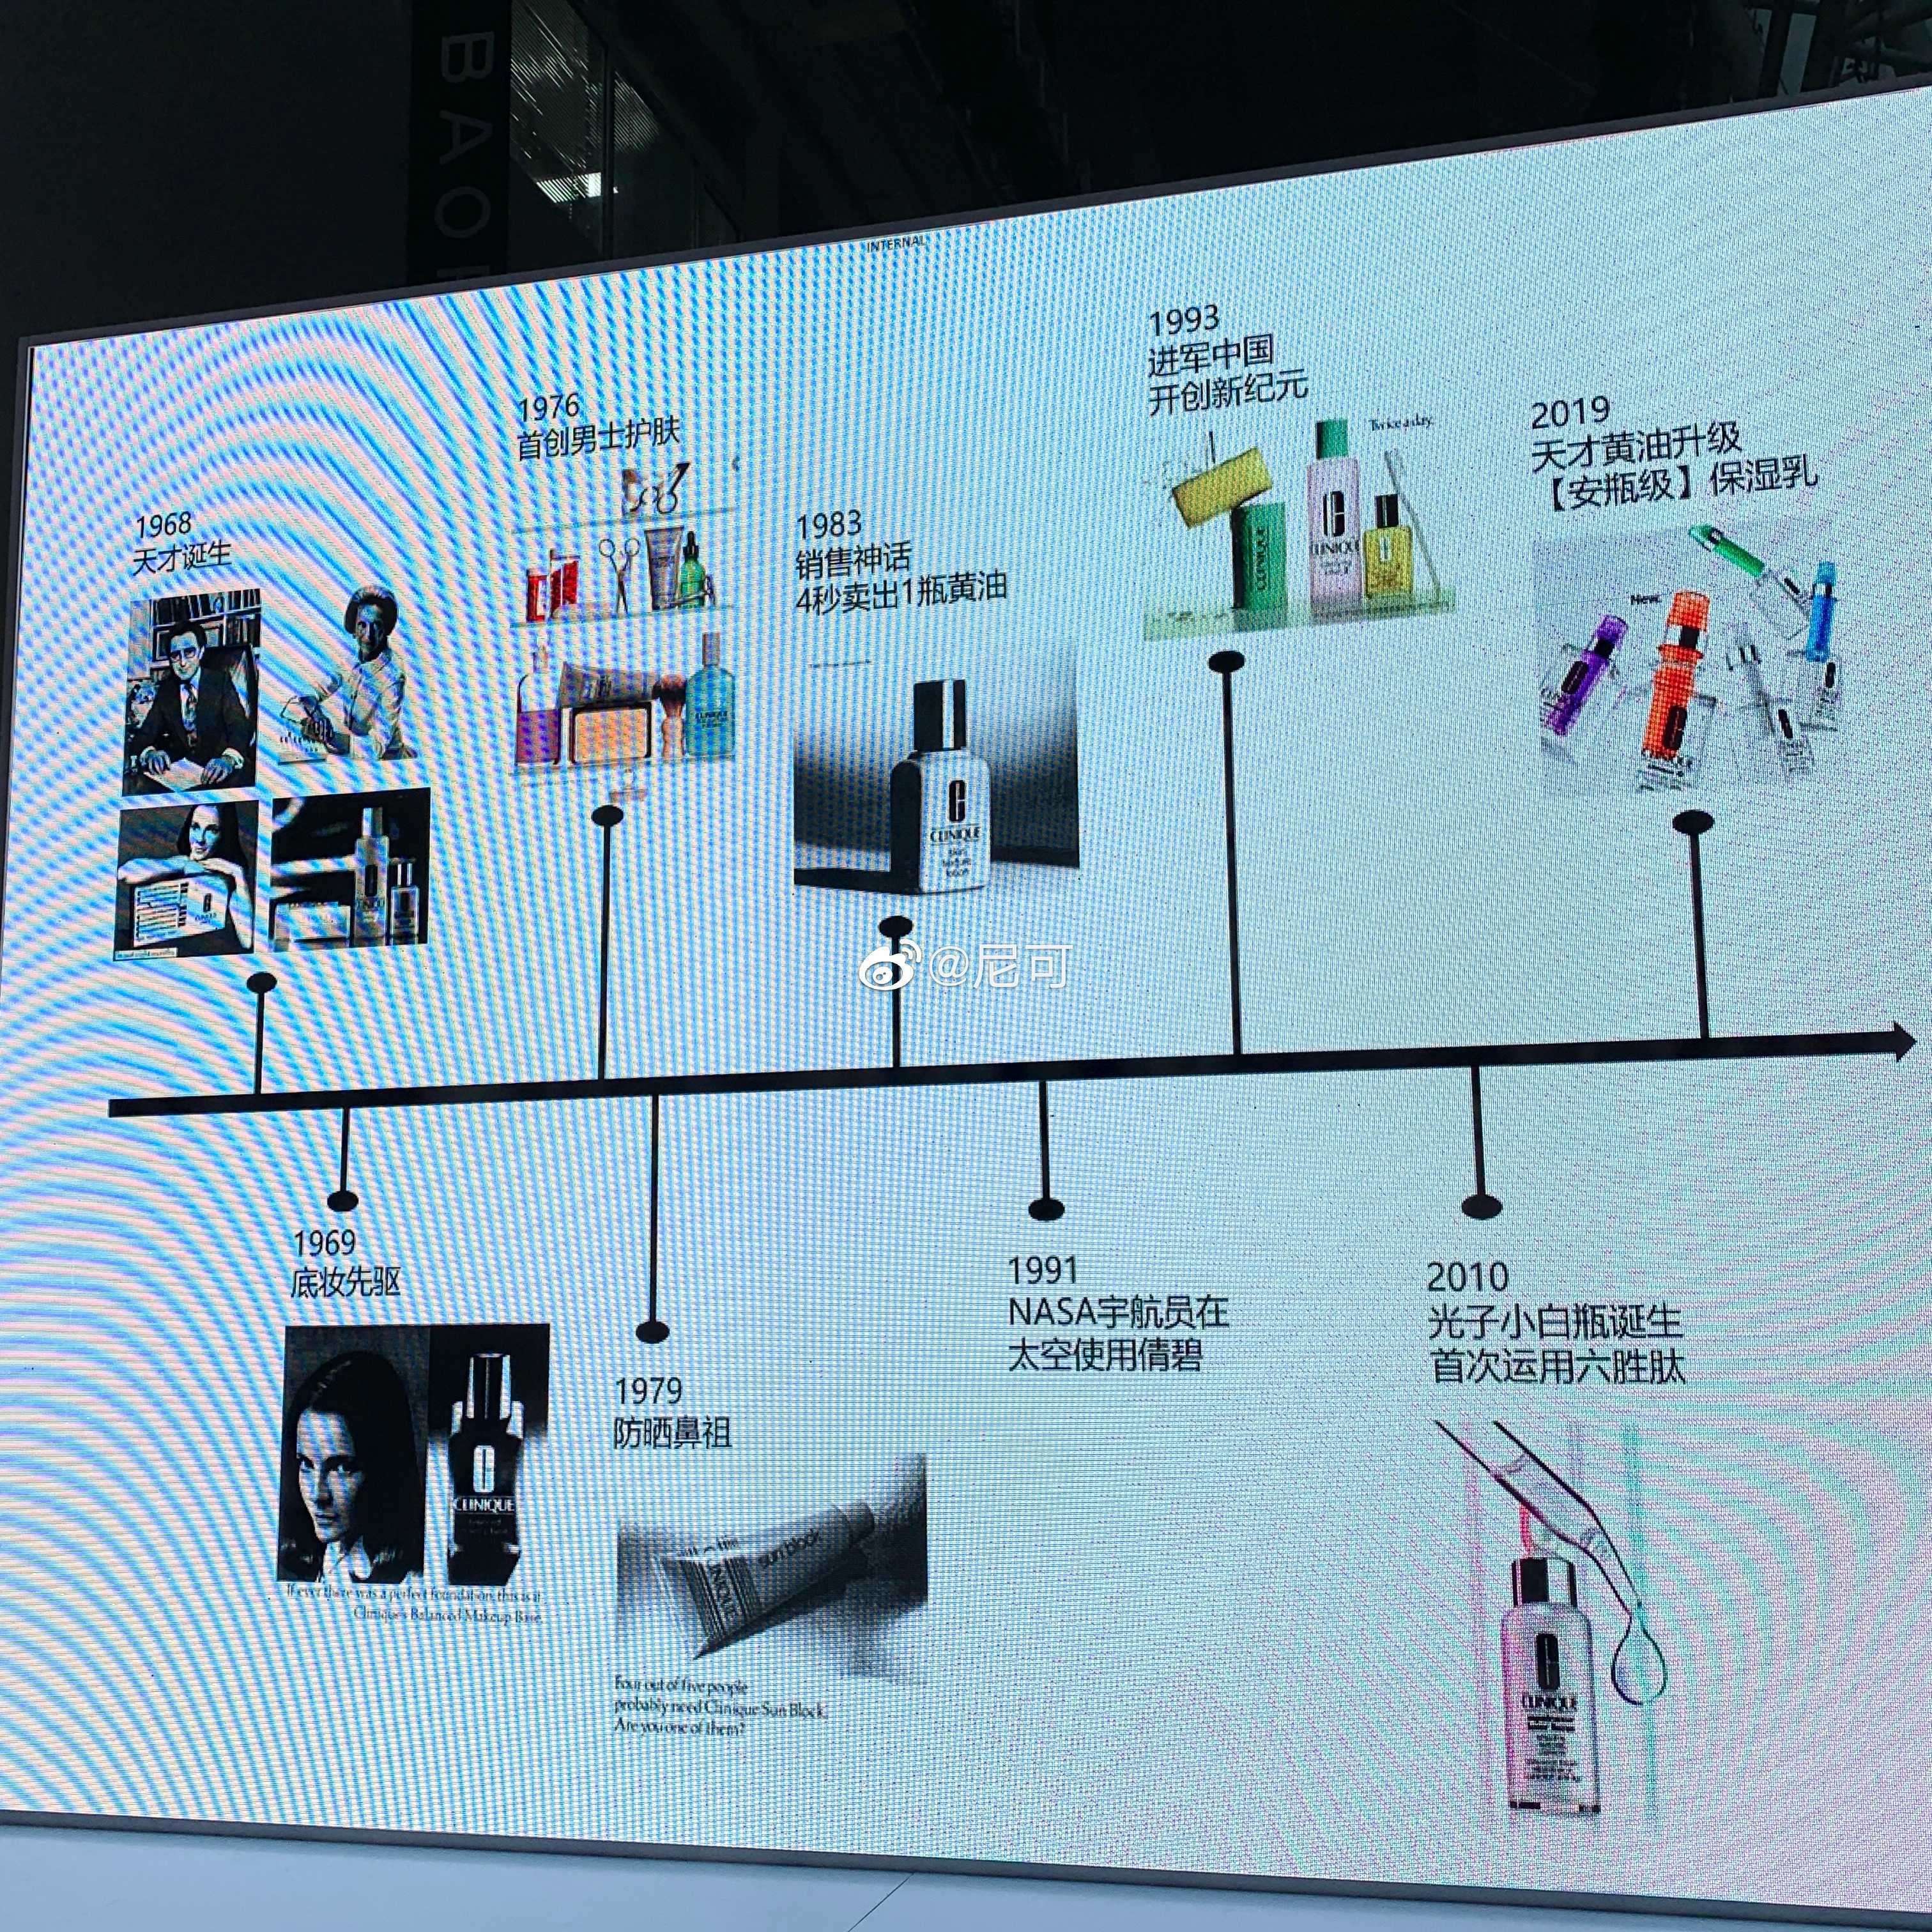 BAO
INTERNAL
1968
天才诞生
1976
首创男士护肤
1983
销售神话
4秒卖出1瓶黄油
CLINIQUE
1993
进军中国
开创新纪元
Twice a day.
CLINIQUE
CLINIQUE
2019
天才黄油升级
【安瓶级】保湿乳
New.
@尼可
1969
底妆先驱
CLINIQUE
If ever there was a perfect foundation, this is it.
Clinique's Balanced Makeup Base.
1979
防晒鼻祖
CLINIQUE
sun block
Four out of five people
probably need Clinique Sun Block.
Are you one of them?
1991
NASA宇航员在
太空使用倩碧
2010
光子小白瓶诞生
首次运用六胜肽
CLINIQUE